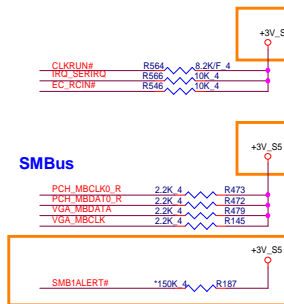 +3V_S
CLKRUN# R564 8.2K/F_4
IRQ_SERIRQ R566 10K_4
EC_RCIN# R546 10K_4
+3V_S5
SMBus
PCH_MBCLK0_R 2.2K_4 R473
PCH_MBDAT0_R 2.2K_4 R472
VGA_MBDATA 2.2K_4 R479
VGA_MBCLK 2.2K_4 R145
+3V_S5
SMB1ALERT# *150K_4 R187